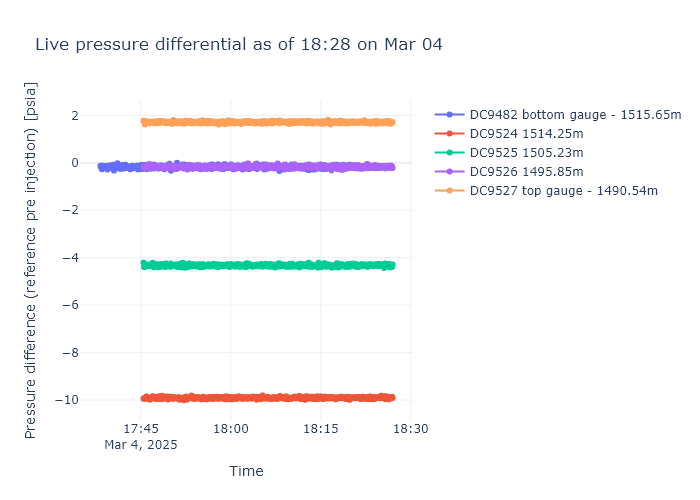 Live pressure differential as of 18:28 on Mar 04
Pressure difference (reference pre injection) [psia]
2
0
−2
−4
−6
−8
−10
17:45
Mar 4, 2025
18:00
18:15
18:30
Time
DC9482 bottom gauge - 1515.65m
DC9524 1514.25m
DC9525 1505.23m
DC9526 1495.85m
DC9527 top gauge - 1490.54m